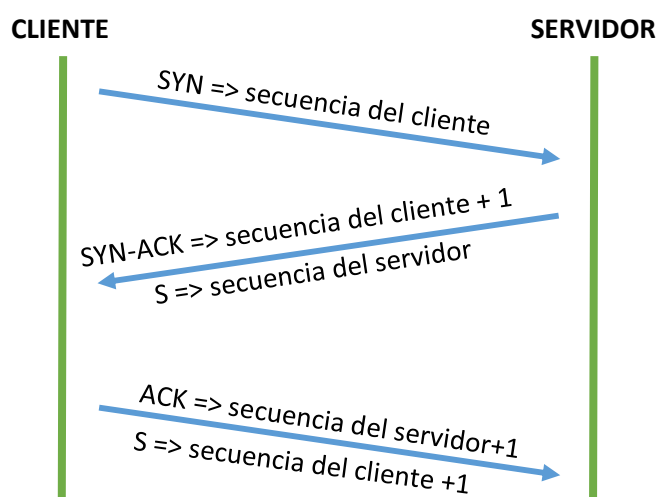 CLIENTE
SERVIDOR
SYN => secuencia del cliente
SYN-ACK => secuencia del cliente + 1
S => secuencia del servidor
ACK => secuencia del servidor+1
S => secuencia del cliente +1